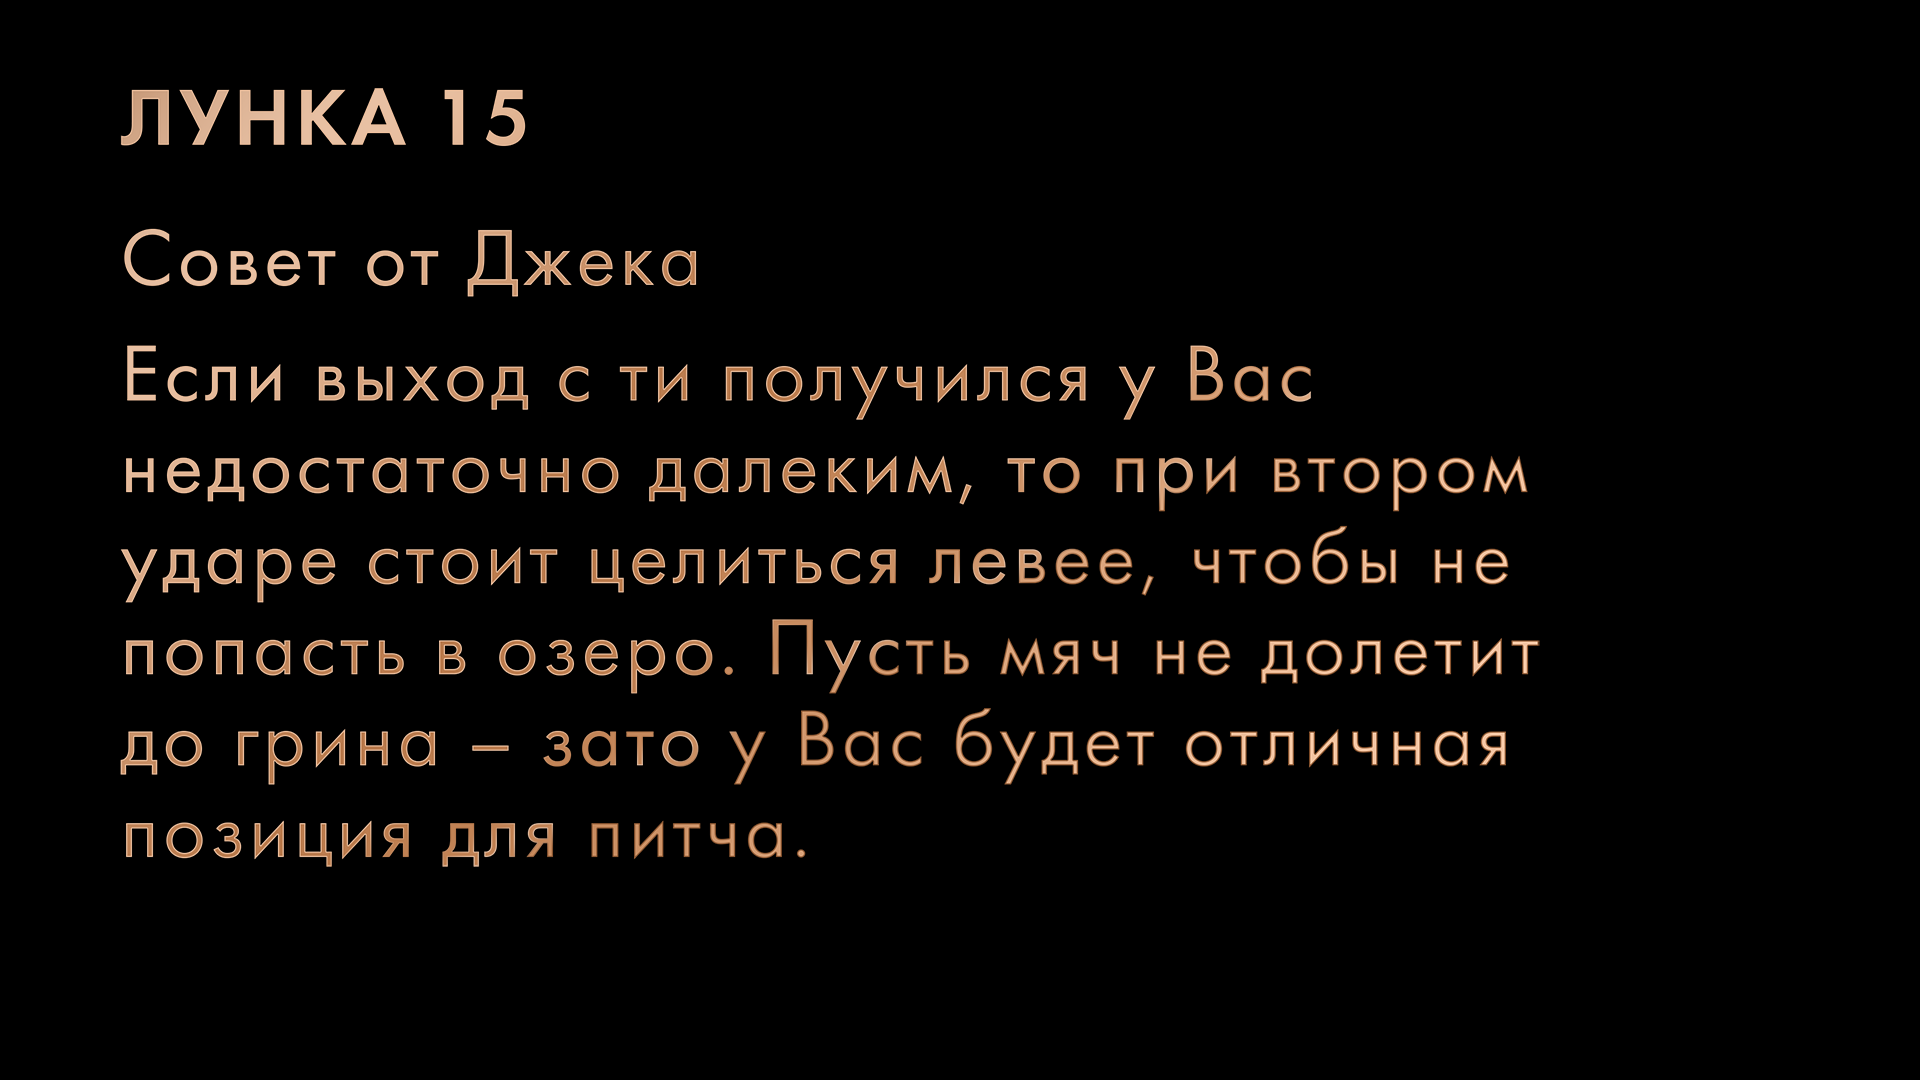 ЛУНКА 15
Совет от Джека
Если выход с ти получился у Вас
недостаточно далеким, то при втором
ударе стоит целиться левее, чтобы не
попасть в озеро. Пусть мяч не долетит
до грина – зато у Вас будет отличная
позиция для питча.